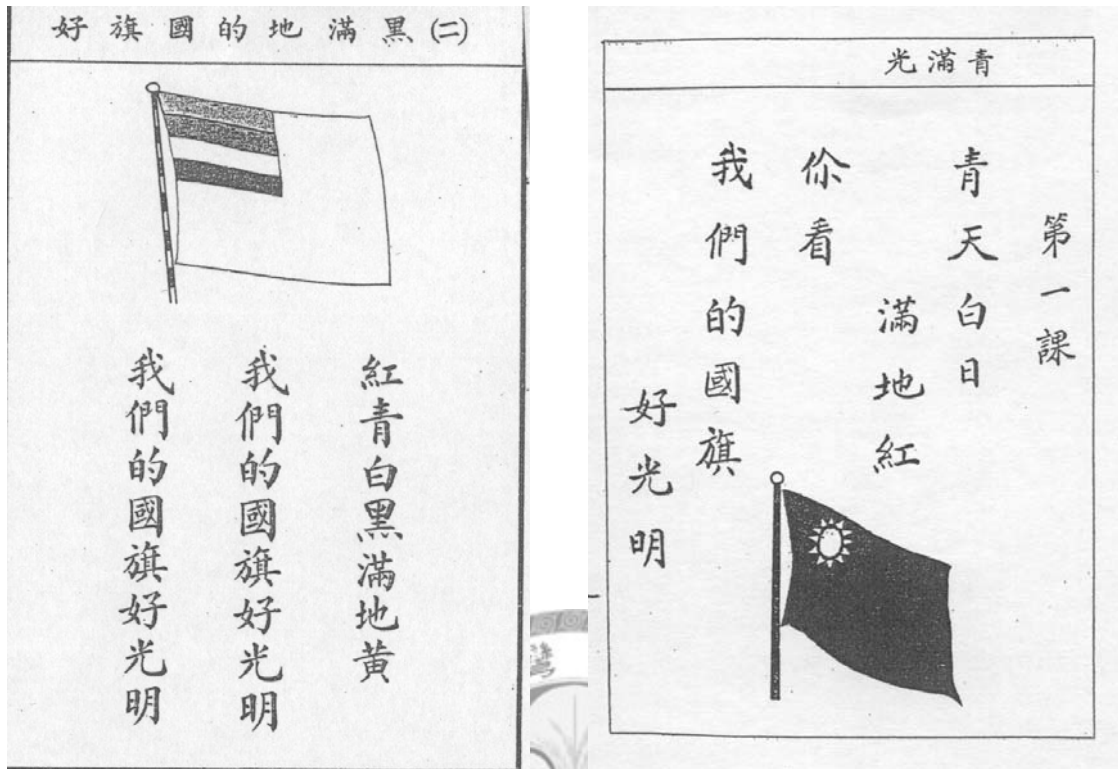 (二)黑滿地的國旗好
紅青白黑滿地黃
我們的國旗好光明
我們的國旗好光明
青滿光
第一課
青天白日
滿地紅
伱看
我們的國旗
好光明